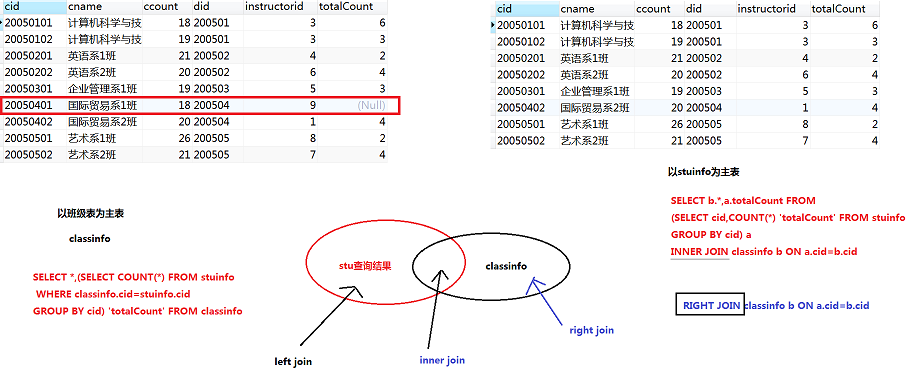 cid cname ccount did instructorid totalCount
20050101 计算机科学与技 18 200501 3 6
20050102 计算机科学与技 19 200501 3 3
20050201 英语系1班 21 200502 4 2
20050202 英语系2班 20 200502 6 4
20050301 企业管理系1班 19 200503 5 3
20050401 国际贸易系1班 18 200504 9 (Null)
20050402 国际贸易系2班 20 200504 1 4
20050501 艺术系1班 26 200505 8 2
20050502 艺术系2班 21 200505 7 4
cid cname ccount did instructorid totalCount
20050101 计算机科学与技 18 200501 3 6
20050102 计算机科学与技 19 200501 3 3
20050201 英语系1班 21 200502 4 2
20050202 英语系2班 20 200502 6 4
20050301 企业管理系1班 19 200503 5 3
20050402 国际贸易系2班 20 200504 1 4
20050501 艺术系1班 26 200505 8 2
20050502 艺术系2班 21 200505 7 4
以班级表为主表
classinfo
SELECT *,(SELECT COUNT(*) FROM stuinfo
WHERE classinfo.cid=stuinfo.cid
GROUP BY cid) 'totalCount' FROM classinfo
stu查询结果
classinfo
left join
inner join
right join
以stuinfo为主表
SELECT b.*,a.totalCount FROM
(SELECT cid,COUNT(*) 'totalCount' FROM stuinfo
GROUP BY cid) a
INNER JOIN classinfo b ON a.cid=b.cid
RIGHT JOIN classinfo b ON a.cid=b.cid